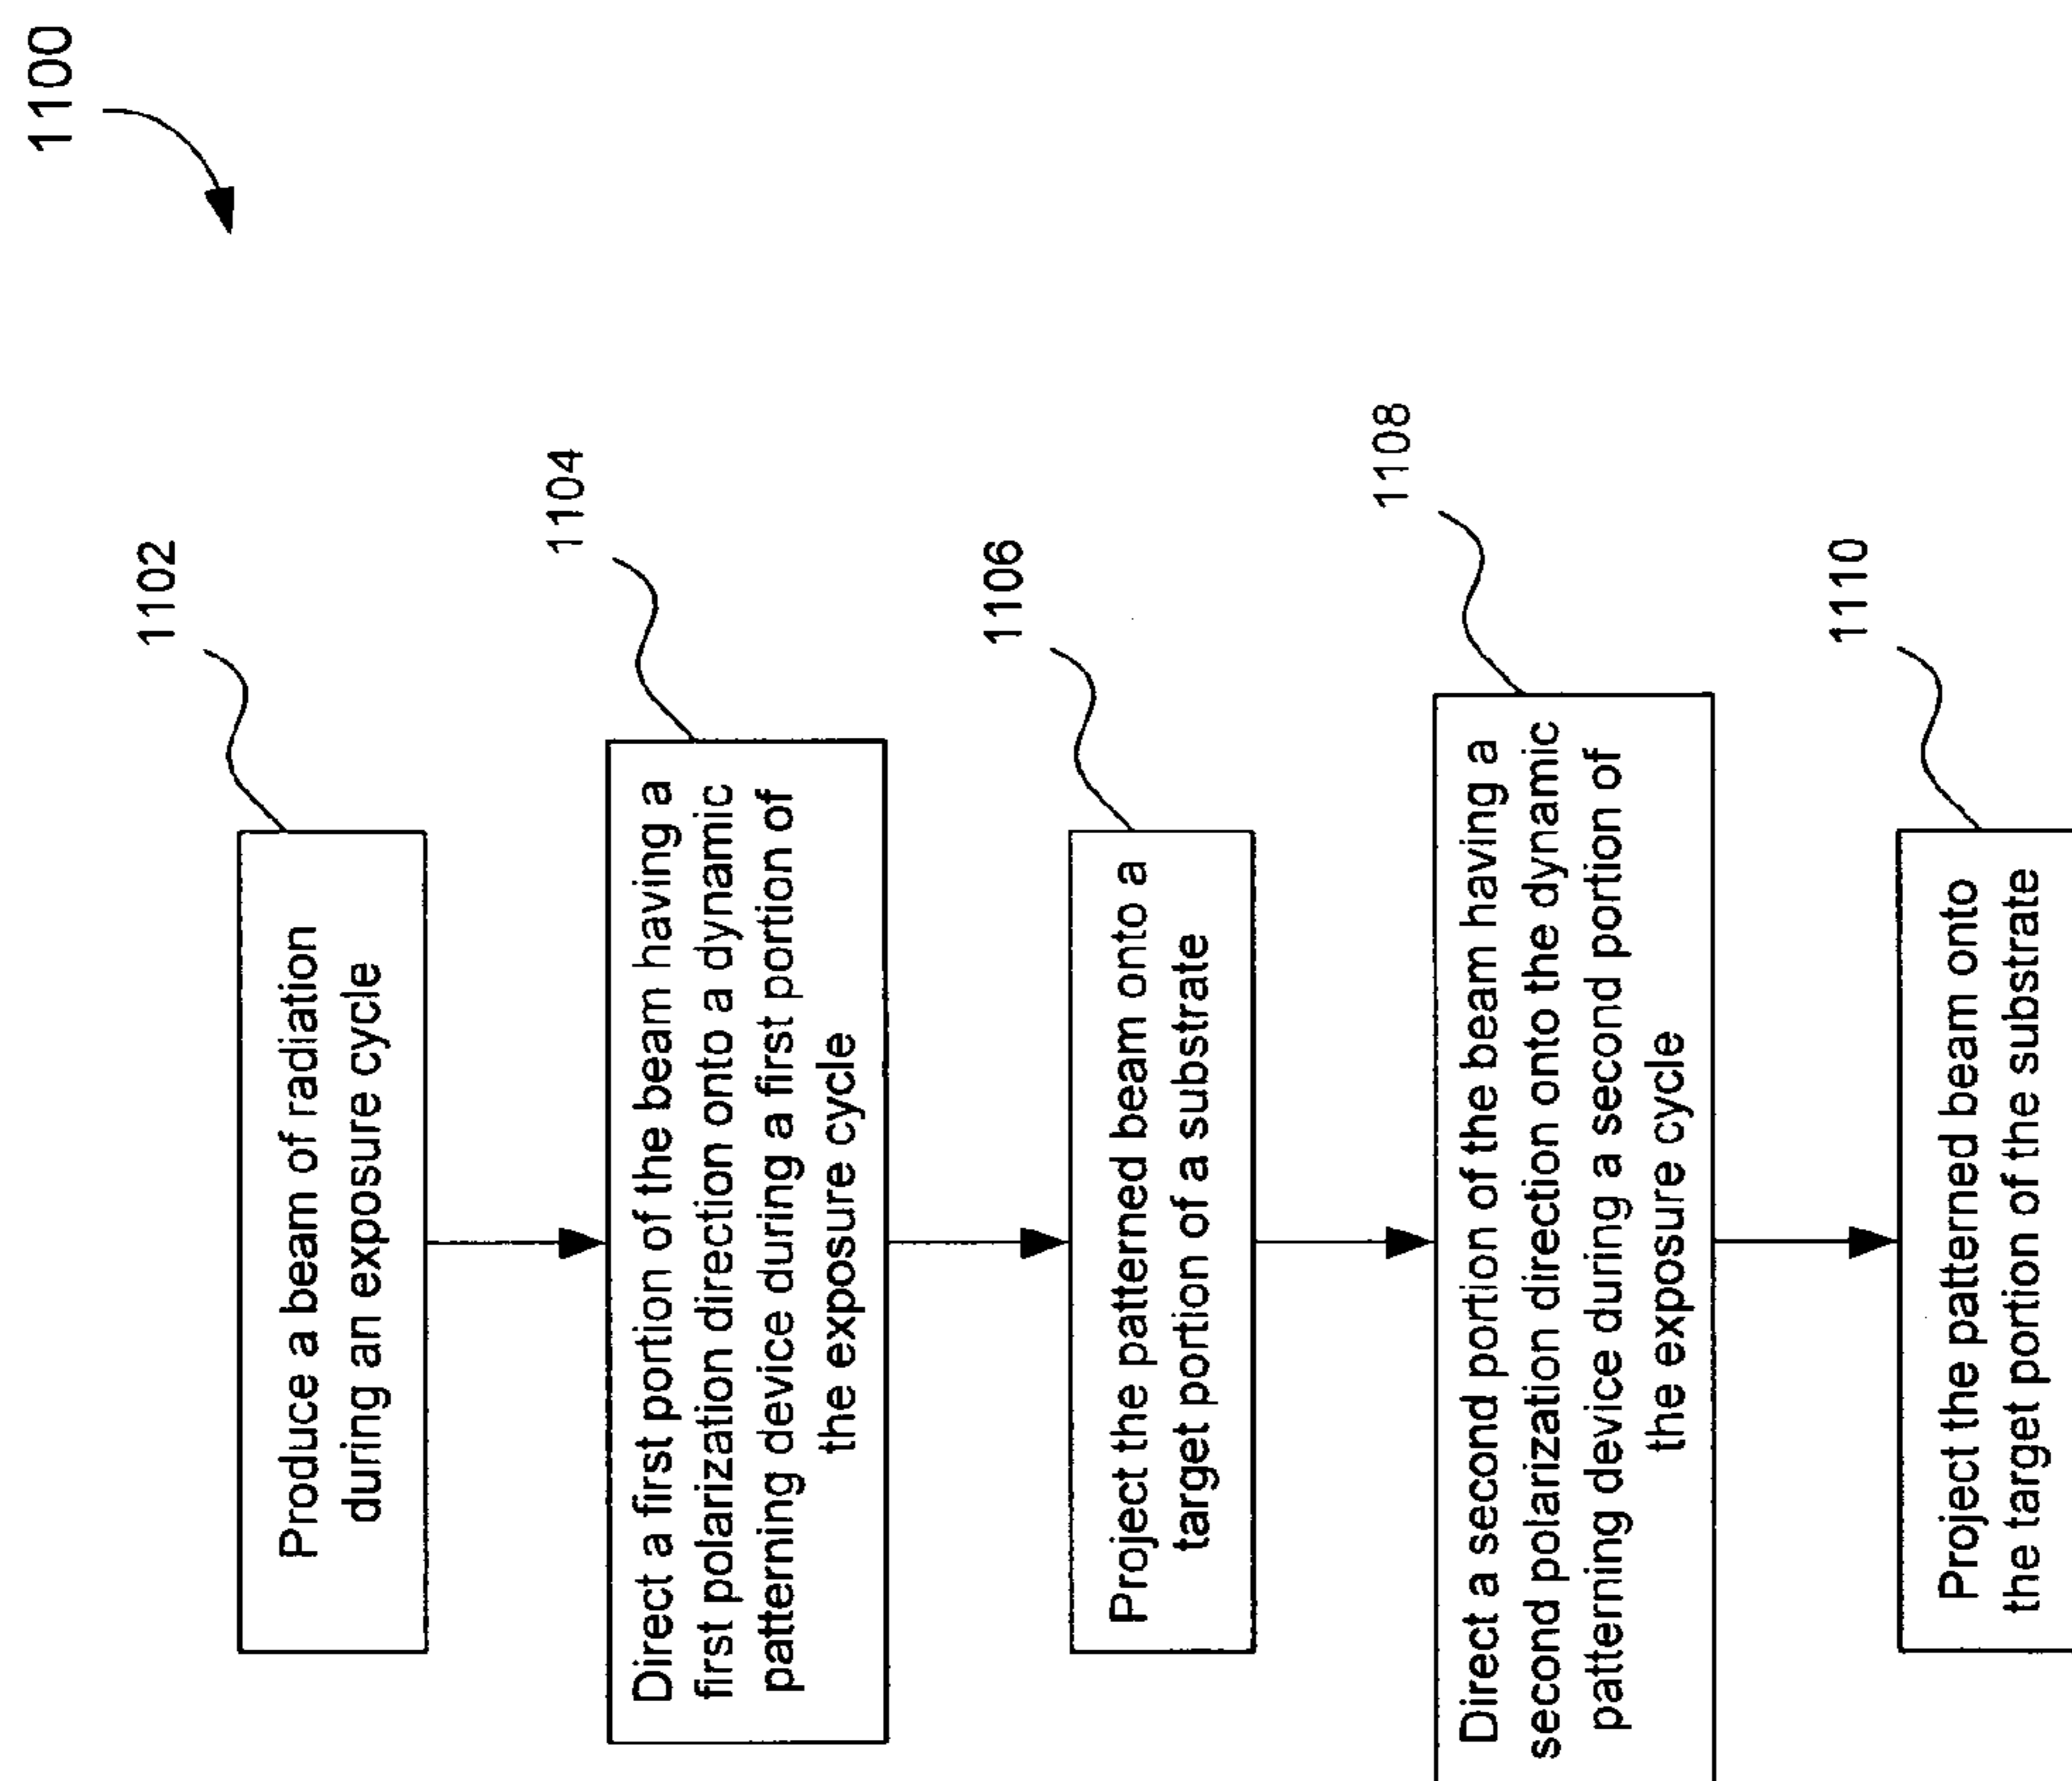 1100
1102
Produce a beam of radiation
during an exposure cycle
1104
Direct a first portion of the beam having a
first polarization direction onto a dynamic
patterning device during a first portion of
the exposure cycle
1106
Project the patterned beam onto a
target portion of a substrate
1108
Direct a second portion of the beam having a
second polarization direction onto the dynamic
patterning device during a second portion of
the exposure cycle
1110
Project the patterned beam onto
the target portion of the substrate